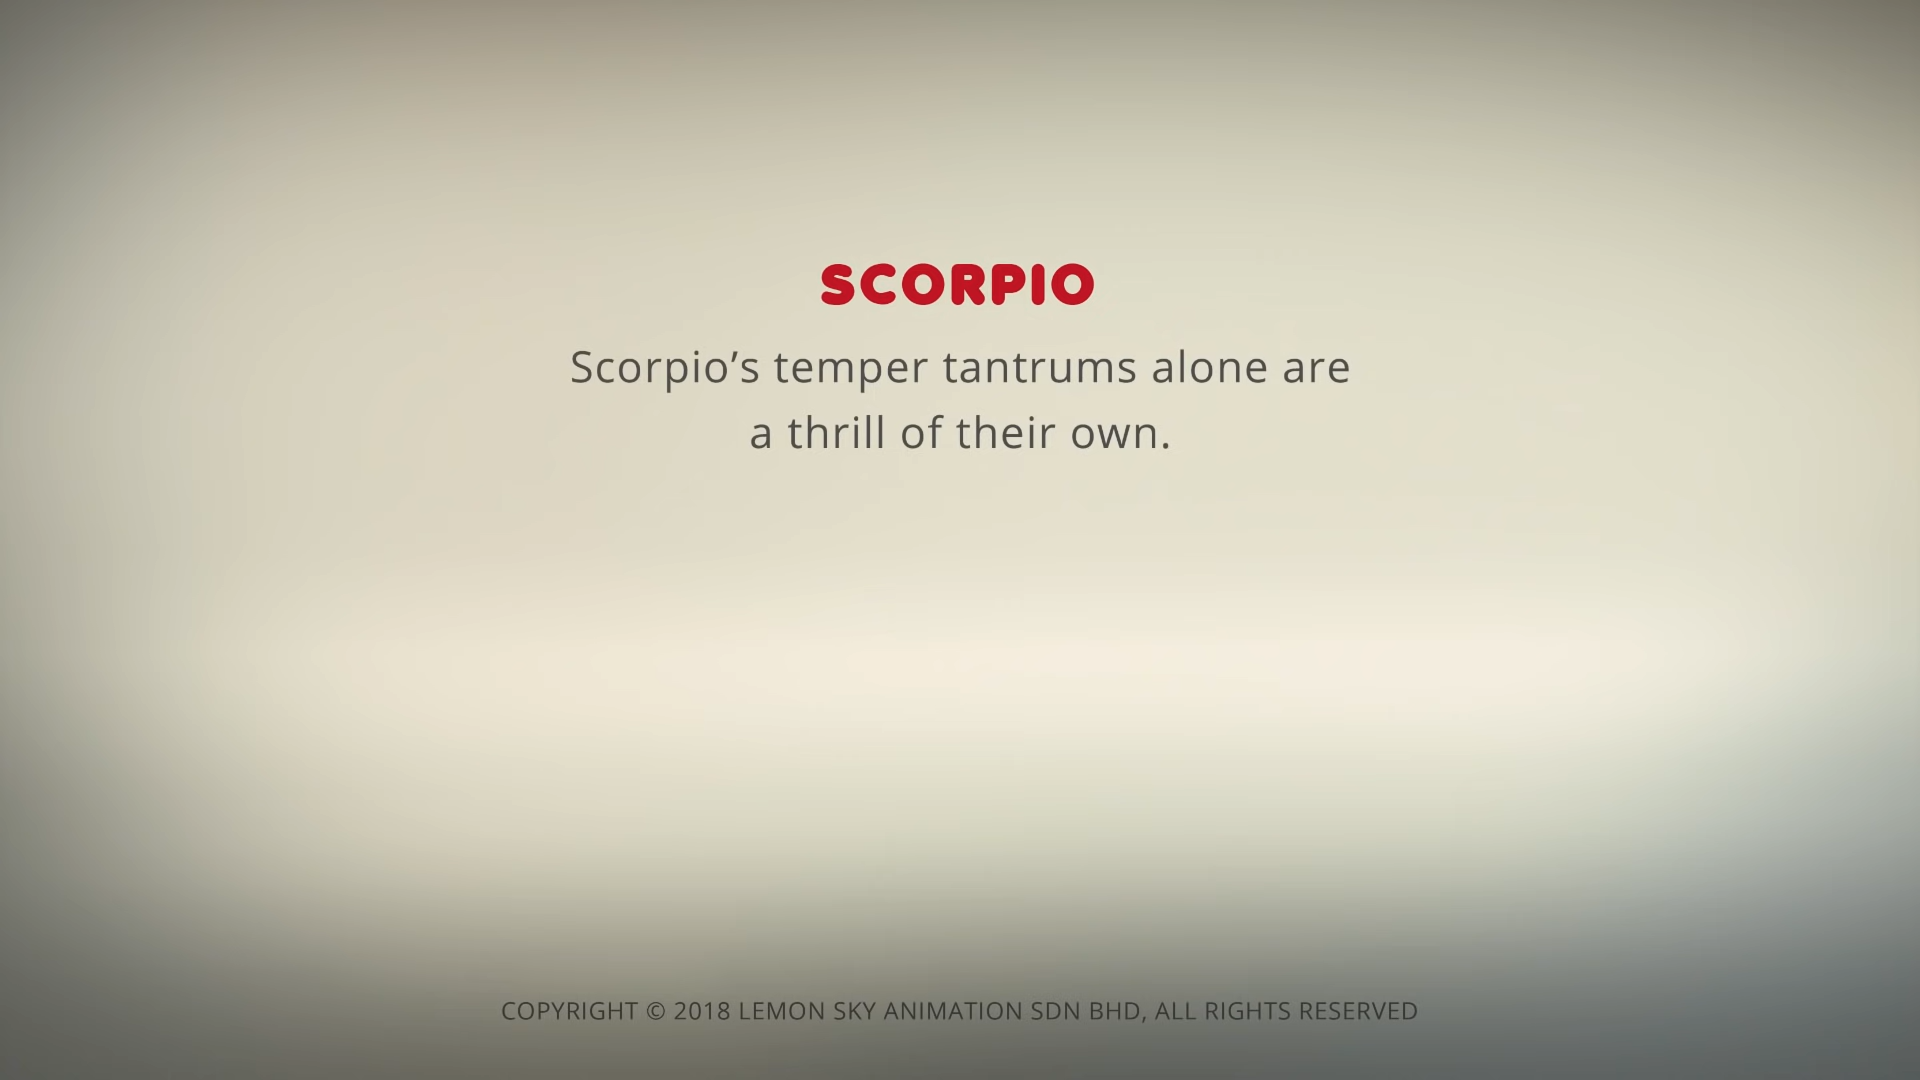 SCORPIO
Scorpio’s temper tantrums alone are
a thrill of their own.
COPYRIGHT © 2018 LEMON SKY ANIMATION SDN BHD, ALL RIGHTS RESERVED